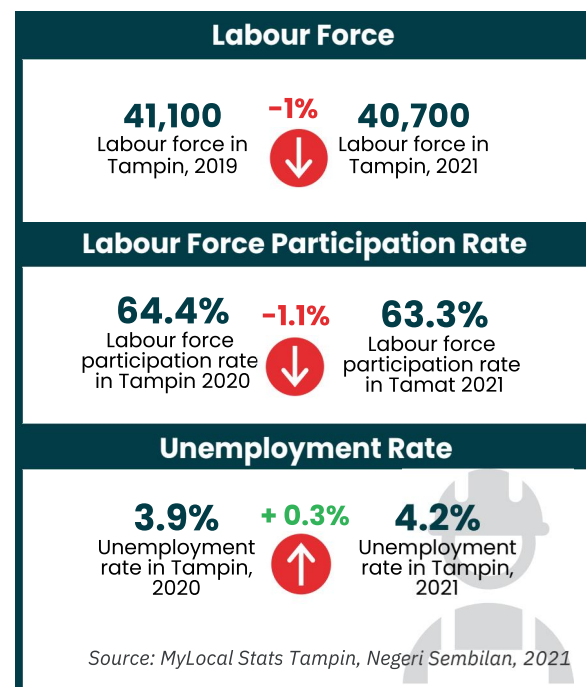 Labour Force
41,100
Labour force in
Tampin, 2019
-1%
40,700
Labour force in
Tampin, 2021
Labour Force Participation Rate
64.4%
Labour force
participation rate
in Tampin 2020
-1.1%
63.3%
Labour force
participation rate
in Tamat 2021
Unemployment Rate
3.9%
Unemployment
rate in Tampin,
2020
+ 0.3%
4.2%
Unemployment
rate in Tampin,
2021
Source: MyLocal Stats Tampin, Negeri Sembilan, 2021